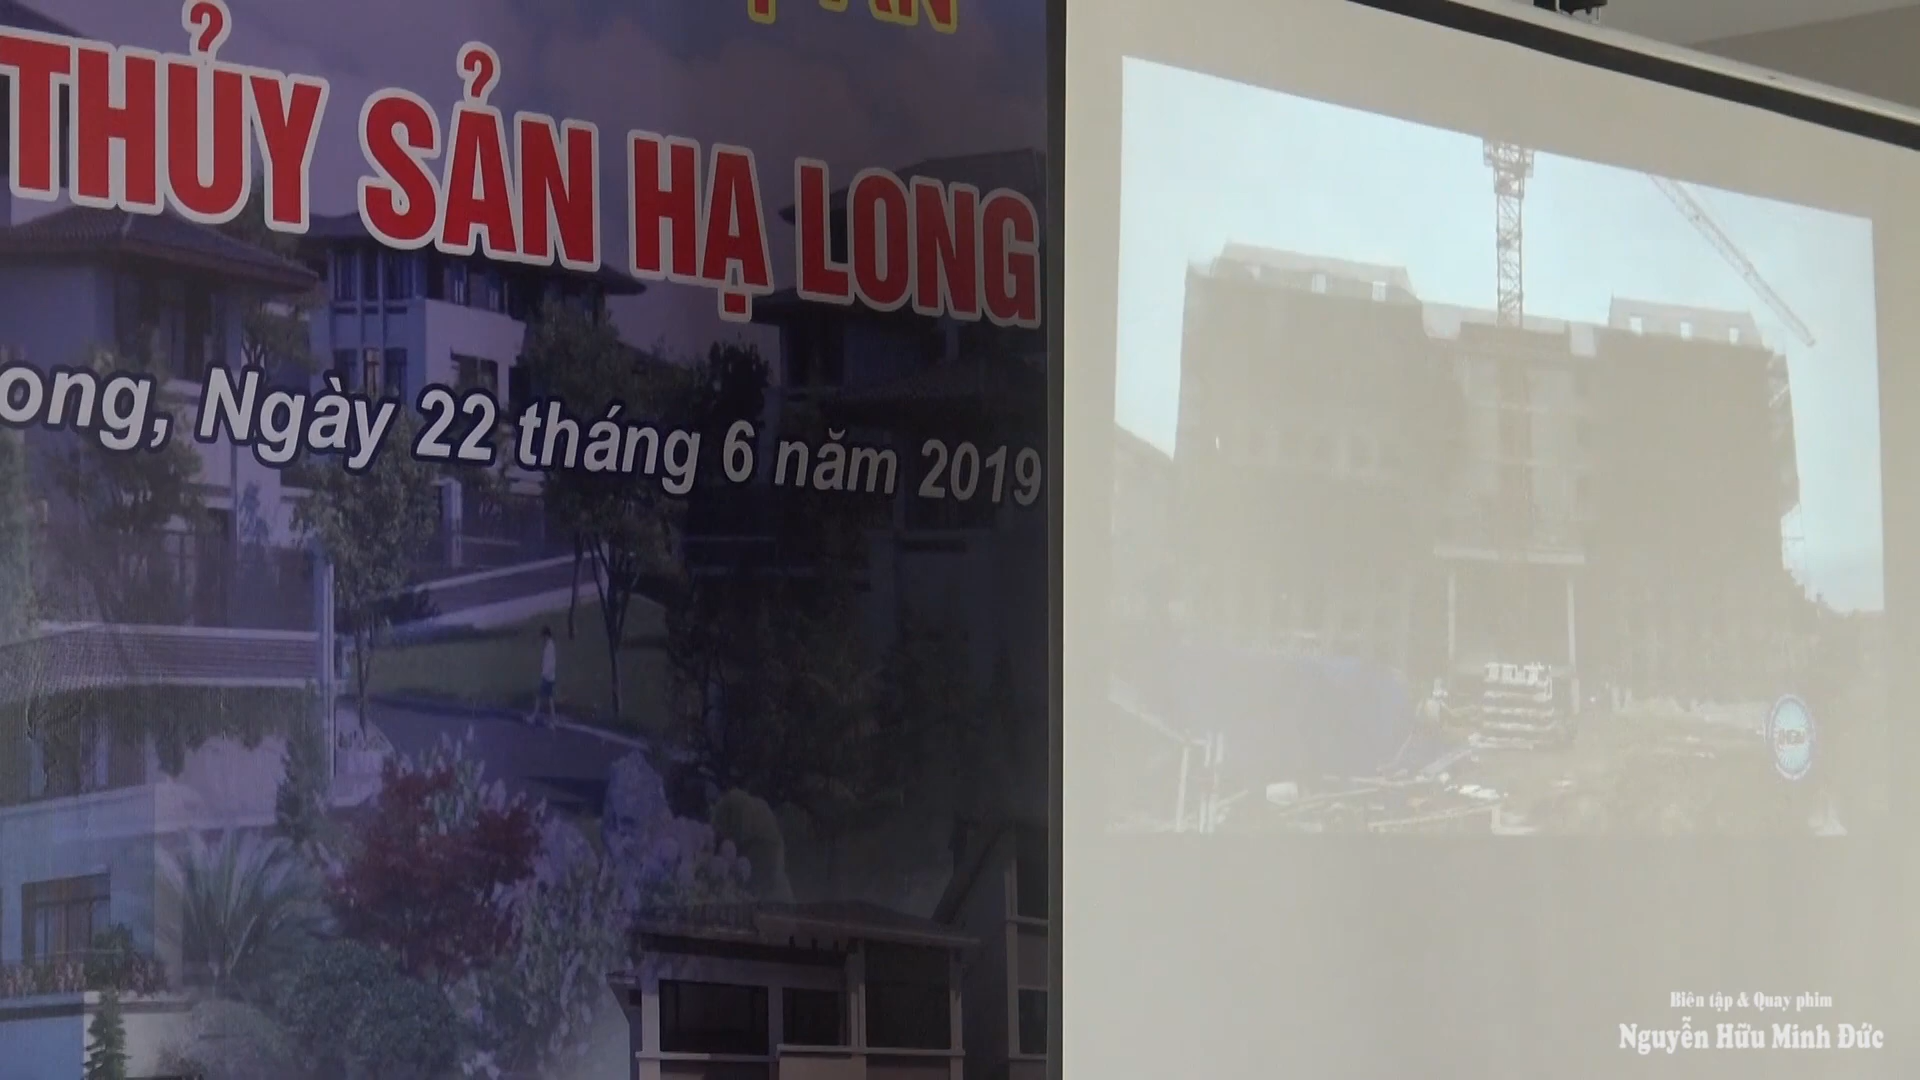 ÁN
THỦY SẢN HẠ LONG
ong, Ngày 22 tháng 6 năm 2019
Biên tập & Quay phim
Nguyễn Hữu Minh Đức